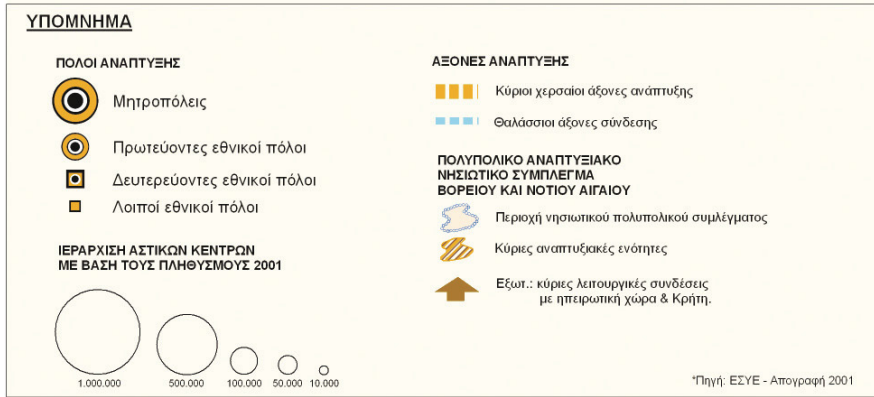 ΥΠΟΜΝΗΜΑ
ΠΟΛΟΙ ΑΝΑΠΤΥΞΗΣ
Μητροπόλεις
Πρωτεύοντες εθνικοί πόλοι
Δευτερεύοντες εθνικοί πόλοι
Λοιποί εθνικοί πόλοι
ΙΕΡΑΡΧΙΣΗ ΑΣΤΙΚΩΝ ΚΕΝΤΡΩΝ
ΜΕ ΒΑΣΗ ΤΟΥΣ ΠΛΗΘΥΣΜΟΥΣ 2001
1.000.000 500.000 100.000 50.000 10.000
ΑΞΟΝΕΣ ΑΝΑΠΤΥΞΗΣ
Κύριοι χερσαίοι άξονες ανάπτυξης
Θαλάσσιοι άξονες σύνδεσης
ΠΟΛΥΠΟΛΙΚΟ ΑΝΑΠΤΥΞΙΑΚΟ
ΝΗΣΙΩΤΙΚΟ ΣΥΜΠΛΕΓΜΑ
ΒΟΡΕΙΟΥ ΚΑΙ ΝΟΤΙΟΥ ΑΙΓΑΙΟΥ
Περιοχή νησιωτικού πολυπολικού συμλέγματος
Κύριες αναπτυξιακές ενότητες
Εξωτ.: κύριες λειτουργικές συνδέσεις
με ηπειρωτική χώρα & Κρήτη.
*Πηγή: ΕΣΥΕ - Απογραφή 2001